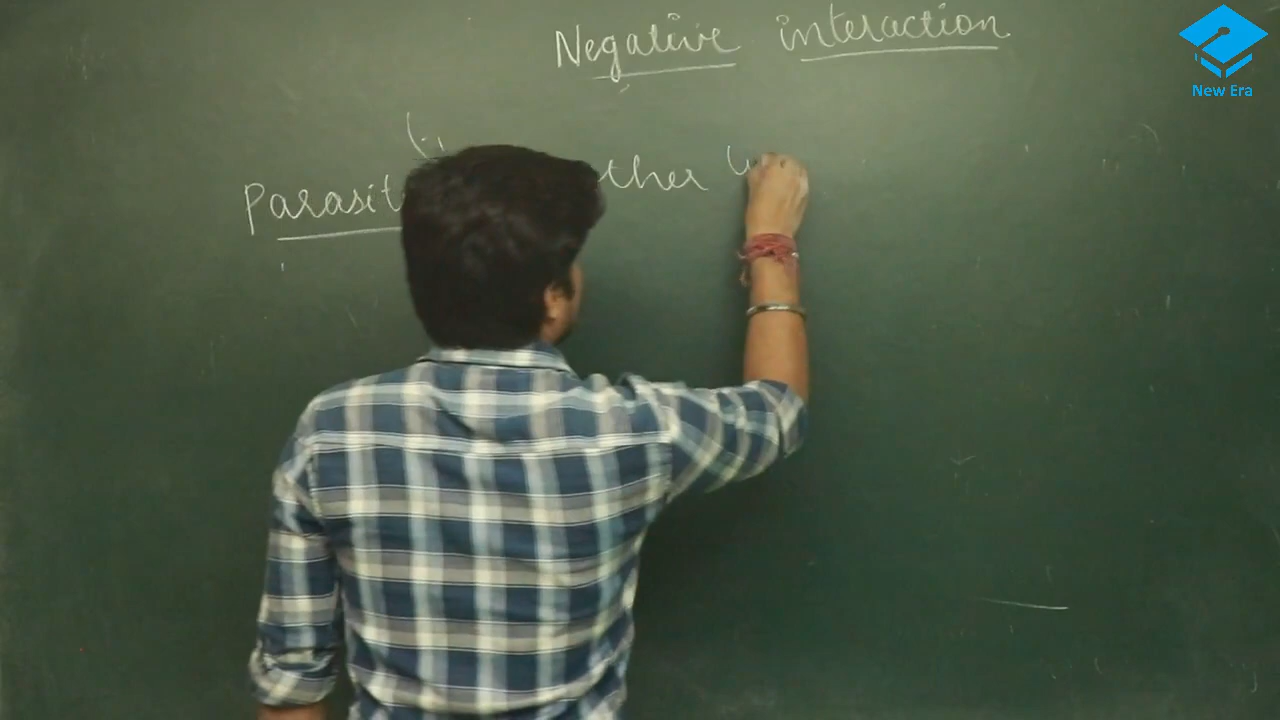 Negative interaction
Parasit ther
New Era